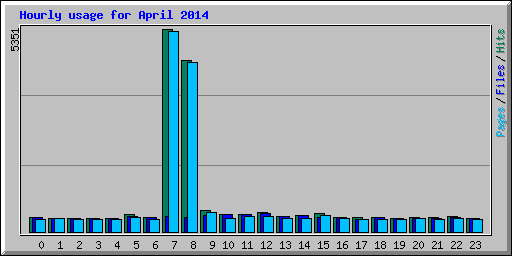 Hourly usage for April 2014
5351
Pages/Files/Hits
0 1 2 3 4 5 6 7 8 9 10 11 12 13 14 15 16 17 18 19 20 21 22 23